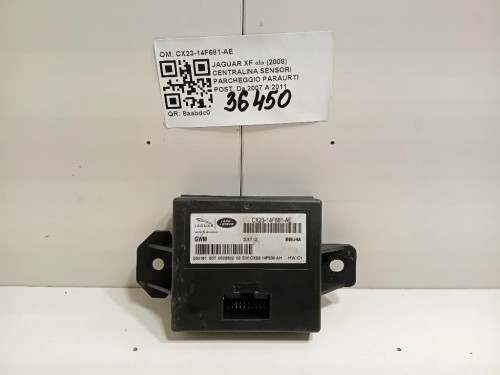 OM: CX23-14F681-AE
JAGUAR XF <b>
(2008)
CENTRALINA SENSORI
PARCHEGGIO PARAURTI
POST. Da 2007 A 2011
36450
QR: 8aabdc0
JAGUAR
LAND ROVER
CX23-14F681-AE
GWM
23712
HW. C1